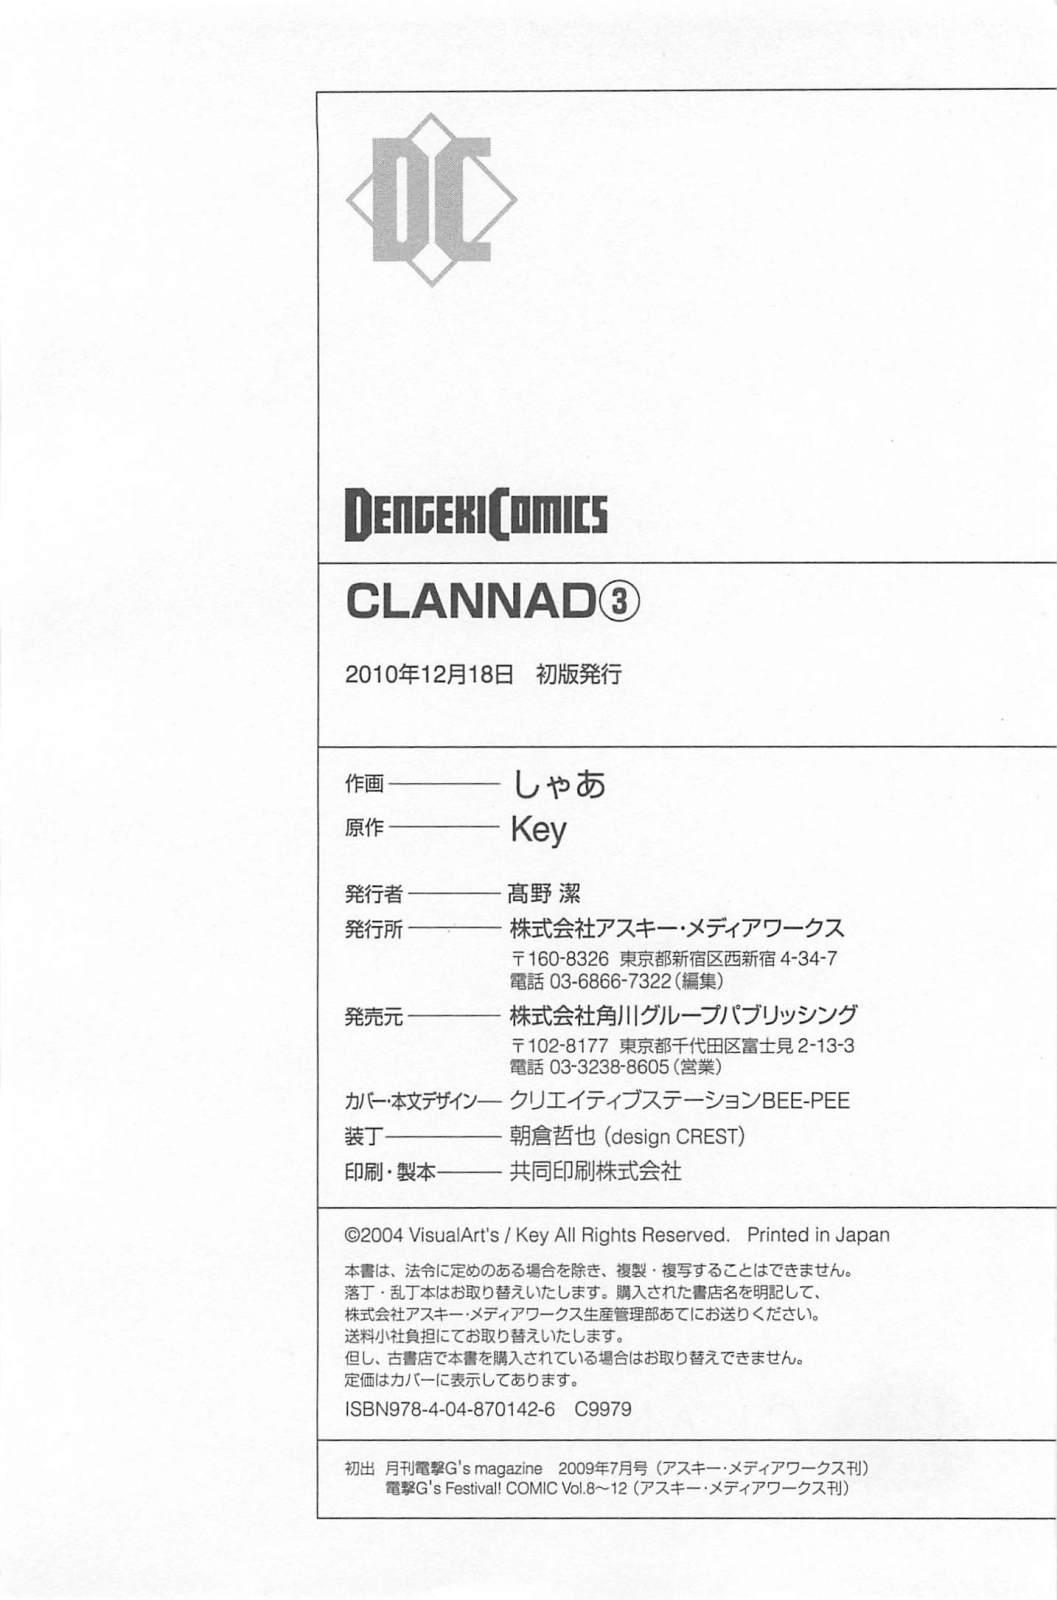 DC
DENGEKI COMICS
CLANNAD③
2010年12月18日　初版発行
作画―――しゃあ
原作―――Key
発行者―――髙野 潔
発行所―――株式会社アスキー・メディアワークス
〒160-8326　東京都新宿区西新宿4-34-7
電話 03-6866-7322（編集）
発売元―――株式会社角川グループパブリッシング
〒102-8177　東京都千代田区富士見2-13-3
電話 03-3238-8605（営業）
カバー・本文デザイン―クリエイティブステーションBEE-PEE
装丁―――朝倉哲也（design CREST）
印刷・製本――共同印刷株式会社
©2004 VisualArt's / Key All Rights Reserved.　Printed in Japan
本書は、法令に定めのある場合を除き、複製・複写することはできません。
落丁・乱丁本はお取り替えいたします。購入された書店名を明記して、
株式会社アスキー・メディアワークス生産管理部あてにお送りください。
送料小社負担にてお取り替えいたします。
但し、古書店で本書を購入されている場合はお取り替えできません。
定価はカバーに表示してあります。
ISBN978-4-04-870142-6　C9979
初出　月刊電撃G's magazine　2009年7月号（アスキー・メディアワークス刊）
電撃G's Festival! COMIC Vol.8～12（アスキー・メディアワークス刊）